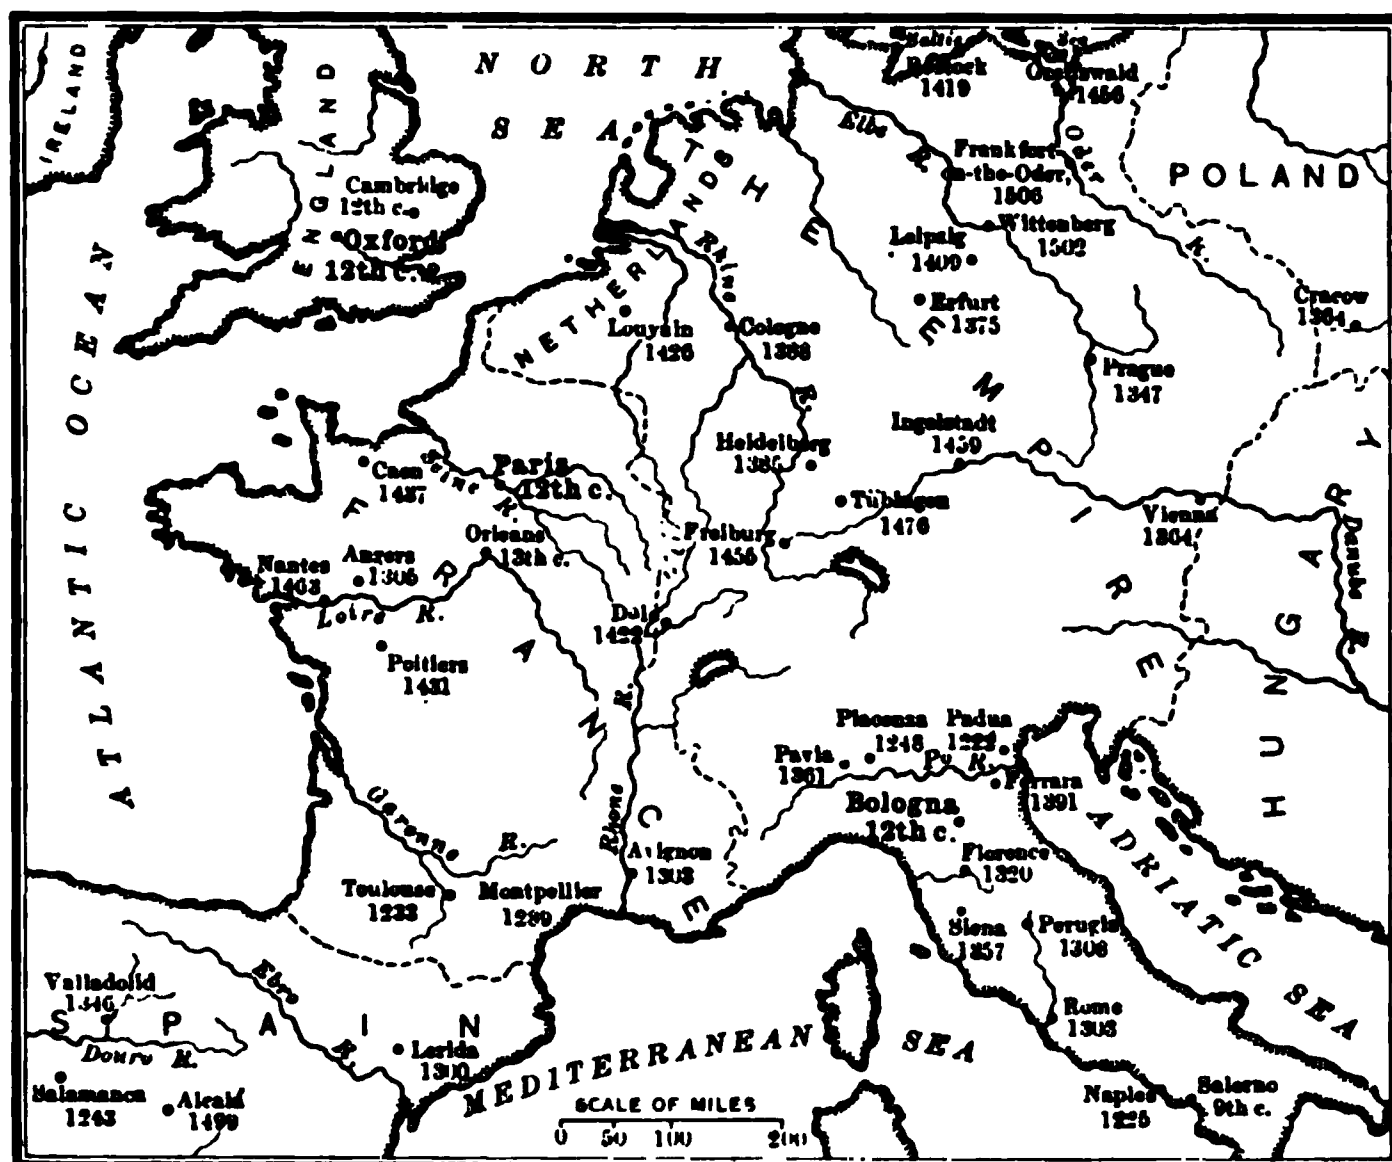 NORTH
SEA
IRELAND
ENGLAND
Baltic
Sea
Rostock
1419
Greifswald
1456
Elbe
R.
Oder
R.
Frankfort
on-the-Oder,
1506
POLAND
Cambridge
12th c.
Oxford
12th c.
THE EMPIRE
NETHERLANDS
Rhine
R.
Wittenberg
1502
Leipzig
1409
Erfurt
1375
Cracow
1364
Louvain
1426
Cologne
1388
Prague
1347
ATLANTIC OCEAN
Ingolstadt
1459
Heidelberg
1385
Caen
1437
Seine
R.
Paris
12th c.
Tübingen
1476
Vienna
1364
Danube
R.
HUNGARY
FRANCE
Orleans
13th c.
Freiburg
1455
Nantes
1463
Angers
1305
Loire R.
Dole
1422
Poitiers
1431
Piacenza
1248
Padua
1222
Pavia
1361
Po R.
Ferrara
1391
Bologna
12th c.
Rhone
R.
Garonne
R.
Avignon
1303
Florence
1320
ADRIATIC SEA
Toulouse
1233
Montpellier
1289
Siena
1357
Perugia
1308
Valladolid
1346
Ebro
R.
SPAIN
Douro R.
Lerida
1300
Rome
1303
MEDITERRANEAN SEA
Salamanca
1243
Alcalá
1499
Naples
1225
Salerno
9th c.
SCALE OF MILES
0 50 100 200